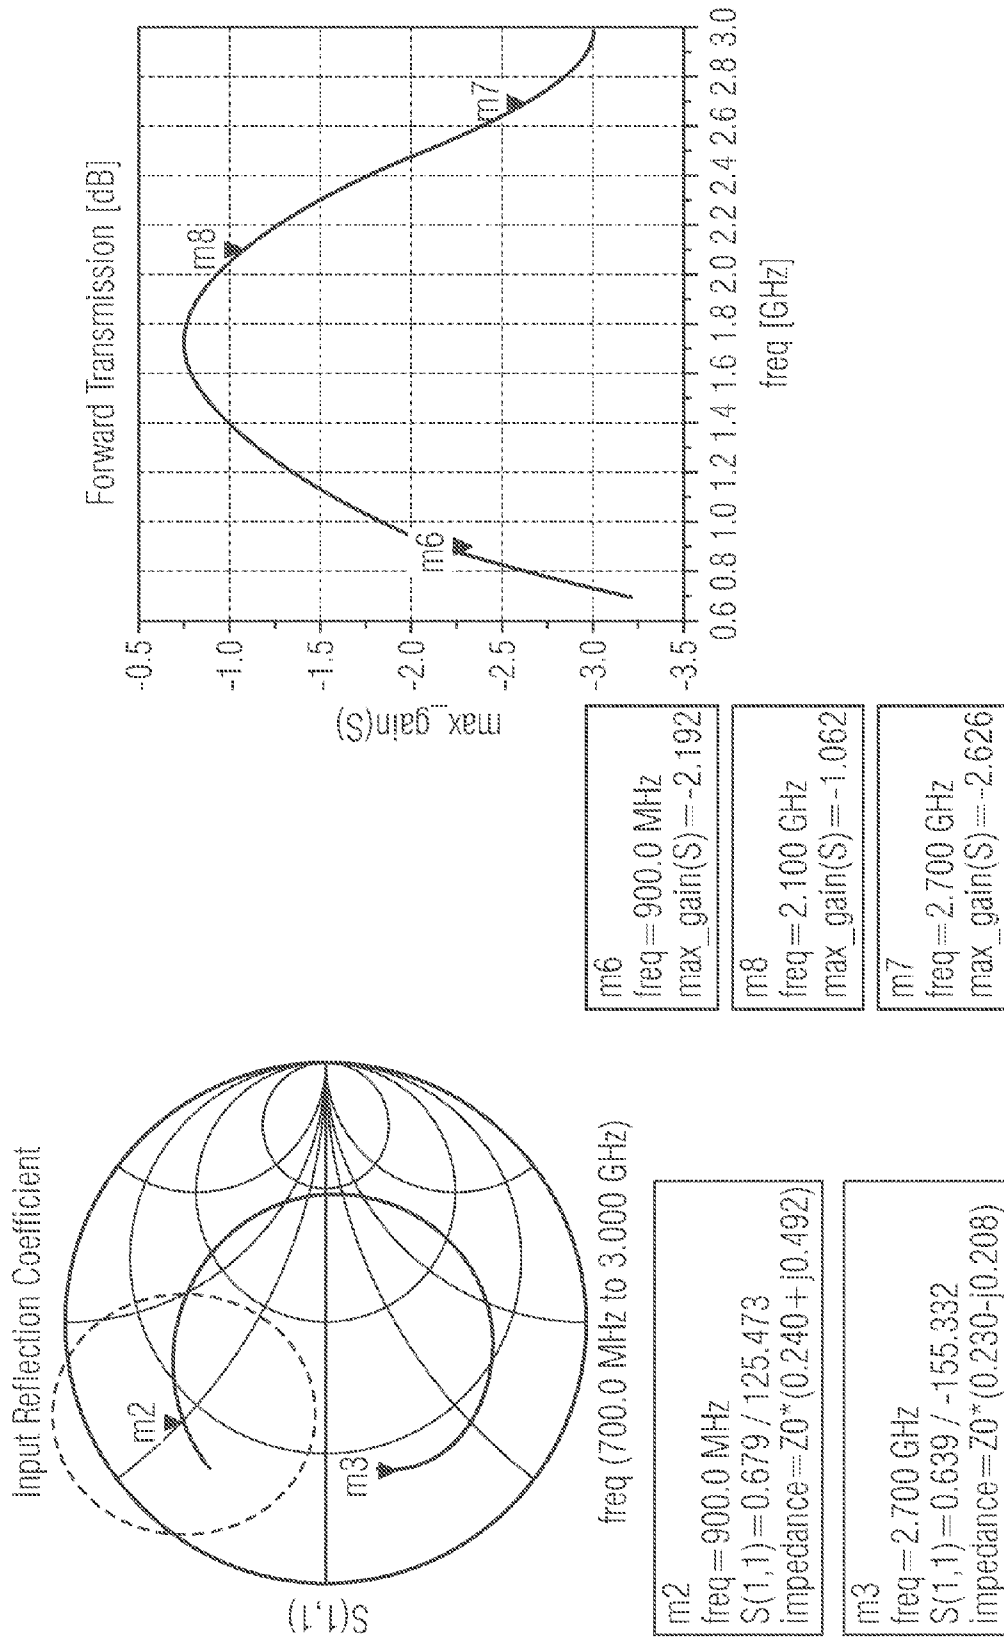 Input Reflection Coefficient
m2
m3
S(1,1)
freq (700.0 MHz to 3.000 GHz)
m2
freq=900.0 MHz
S(1,1)=0.679 / 125.473
impedance=Z0*(0.240+j0.492)
m3
freq=2.700 GHz
S(1,1)=0.639 / -155.332
impedance=Z0*(0.230-j0.208)
Forward Transmission [dB]
-0.5
-1.0
-1.5
-2.0
-2.5
-3.0
-3.5
max_gain(S)
m6
m8
m7
0.6 0.8 1.0 1.2 1.4 1.6 1.8 2.0 2.2 2.4 2.6 2.8 3.0
freq [GHz]
m6
freq=900.0 MHz
max_gain(S)=-2.192
m8
freq=2.100 GHz
max_gain(S)=-1.062
m7
freq=2.700 GHz
max_gain(S)=-2.626